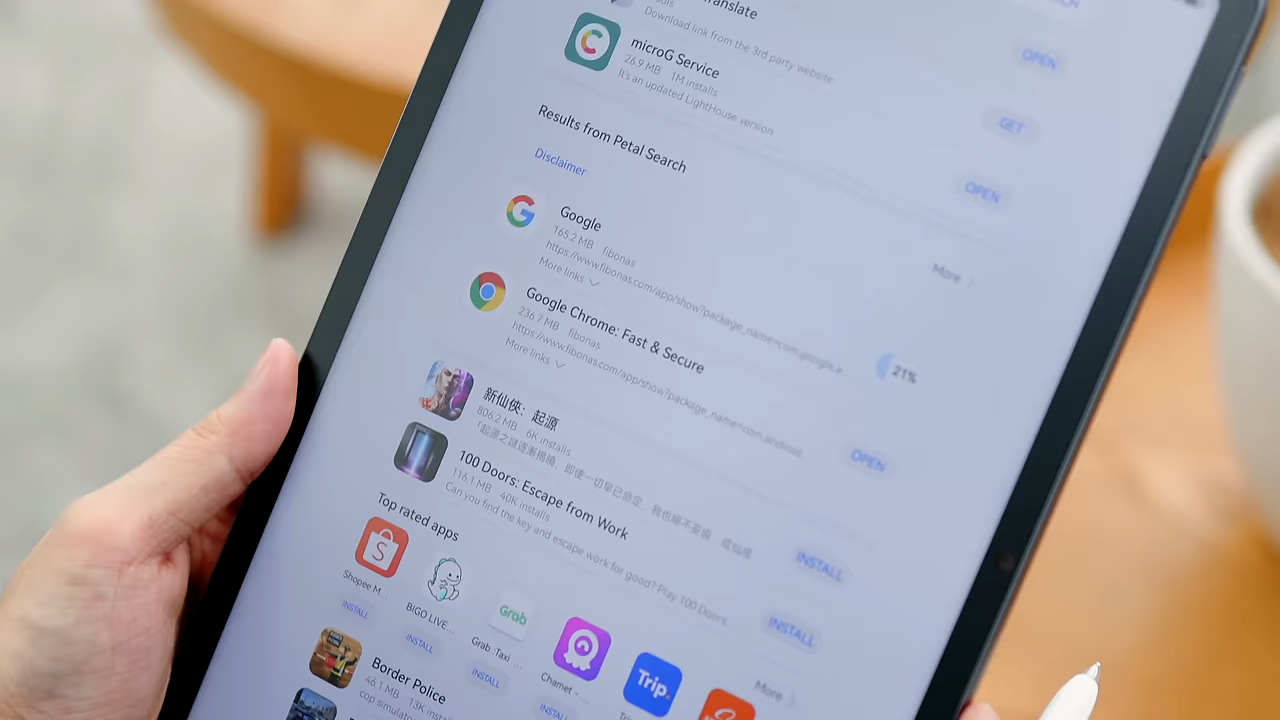 Translate
Download link from the 3rd party website
OPEN
microG Service
26.9 MB 1M installs
It's an updated LightHouse version
GET
Results from Petal Search
OPEN
Disclaimer
More
Google
165.2 MB fibonas
https://www.fibonas.com/app/show?package_name=com.google.a...
More links
21%
Google Chrome: Fast & Secure
236.7 MB fibonas
https://www.fibonas.com/app/show?package_name=com.android...
More links
OPEN
新仙俠：起源
806.2 MB 6K installs
INSTALL
100 Doors: Escape from Work
116.1 MB 40K installs
Can you find the key and escape work for good? Play 100 Doors
INSTALL
Top rated apps
More
Shopee M...
INSTALL
BIGO LIVE...
INSTALL
Grab
Grab :Taxi ...
INSTALL
Chamet -...
INSTALL
Trip
Border Police
46.1 MB 13K installs
cop simulator